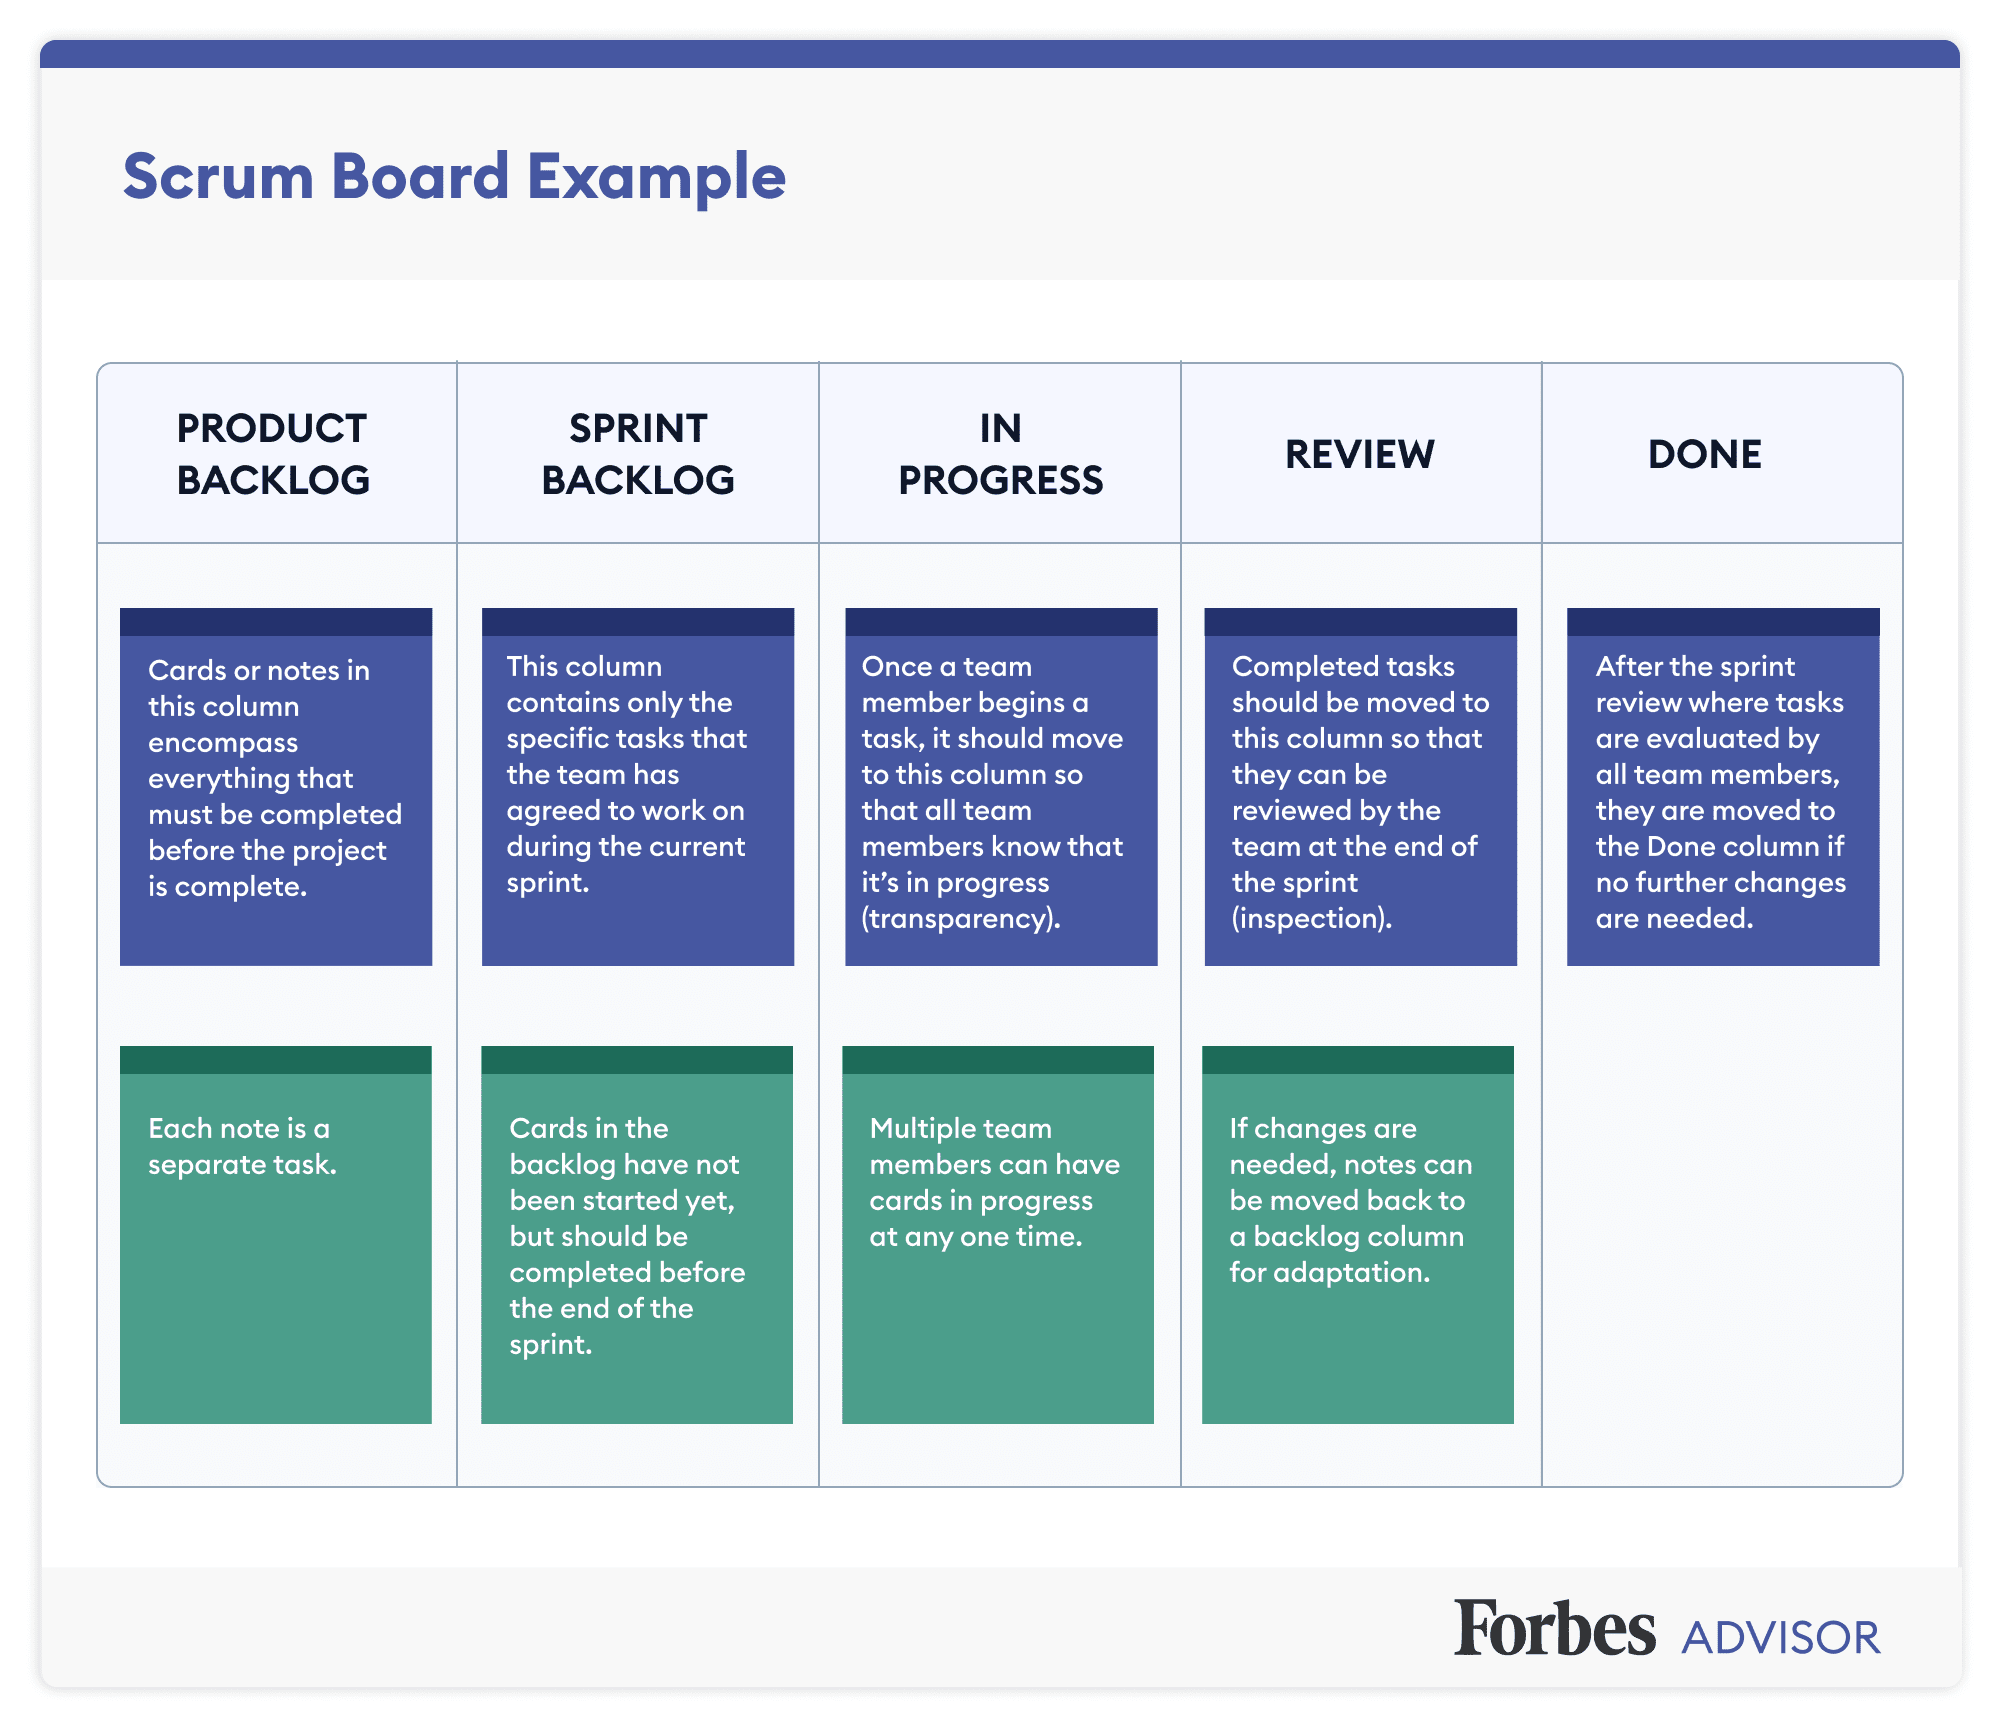 Scrum Board Example
PRODUCT
BACKLOG
SPRINT
BACKLOG
IN
PROGRESS
REVIEW
DONE
Cards or notes in
this column
encompass
everything that
must be completed
before the project
is complete.
This column
contains only the
specific tasks that
the team has
agreed to work on
during the current
sprint.
Once a team
member begins a
task, it should move
to this column so
that all team
members know that
it’s in progress
(transparency).
Completed tasks
should be moved to
this column so that
they can be
reviewed by the
team at the end of
the sprint
(inspection).
After the sprint
review where tasks
are evaluated by
all team members,
they are moved to
the Done column if
no further changes
are needed.
Each note is a
separate task.
Cards in the
backlog have not
been started yet,
but should be
completed before
the end of the
sprint.
Multiple team
members can have
cards in progress
at any one time.
If changes are
needed, notes can
be moved back to
a backlog column
for adaptation.
Forbes ADVISOR